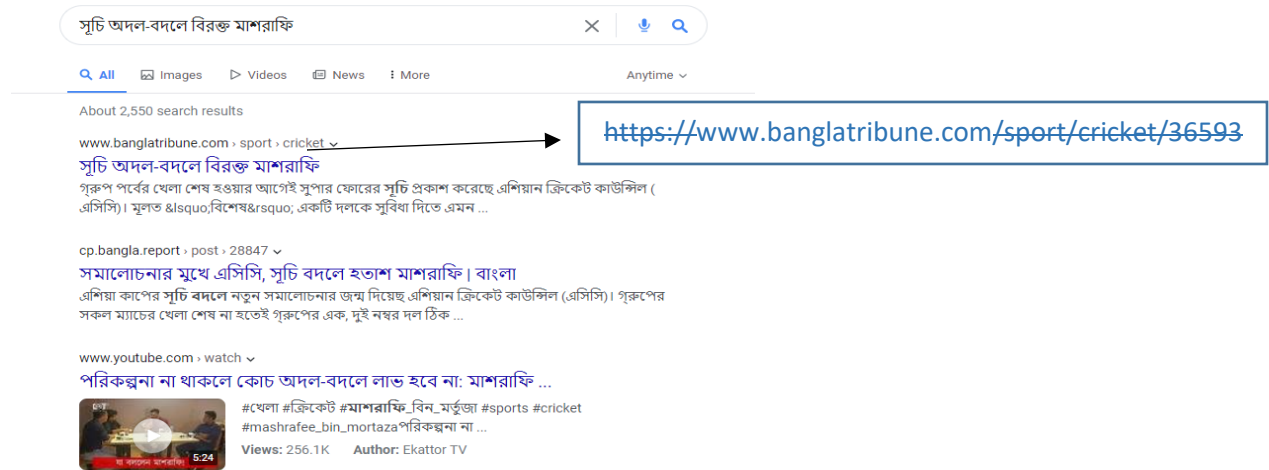 সূচি অদল-বদলে বিরক্ত মাশরাফি
All Images Videos News More Anytime
About 2,550 search results
www.banglatribune.com › sport › cricket
https://www.banglatribune.com/sport/cricket/36593
সূচি অদল-বদলে বিরক্ত মাশরাফি
গ্রুপ পর্বের খেলা শেষ হওয়ার আগেই সুপার ফোরের সূচি প্রকাশ করেছে এশিয়ান ক্রিকেট কাউন্সিল (
এসিসি)। মূলত &lsquo;বিশেষ&rsquo; একটি দলকে সুবিধা দিতে এমন ...
cp.bangla.report › post › 28847
সমালোচনার মুখে এসিসি, সূচি বদলে হতাশ মাশরাফি | বাংলা
এশিয়া কাপের সূচি বদলে নতুন সমালোচনার জন্ম দিয়েছ এশিয়ান ক্রিকেট কাউন্সিল (এসিসি)। গ্রুপের
সকল ম্যাচের খেলা শেষ না হতেই গ্রুপের এক, দুই নম্বর দল ঠিক ...
www.youtube.com › watch
পরিকল্পনা না থাকলে কোচ অদল-বদলে লাভ হবে না: মাশরাফি ...
#খেলা #ক্রিকেট #মাশরাফি_বিন_মর্তুজা #sports #cricket
#mashrafee_bin_mortazaপরিকল্পনা না ...
Views: 256.1K Author: Ekattor TV
5:24
যা বললেন মাশরাফি